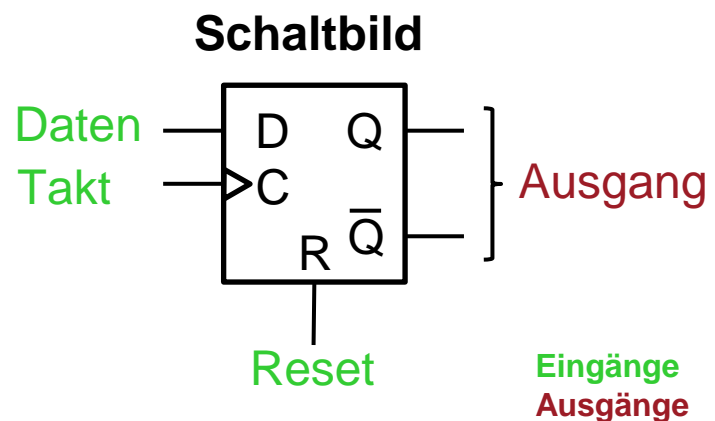 Schaltbild
Daten
D
Q
Takt
C
Ausgang
R
Q̅
Reset
Eingänge
Ausgänge